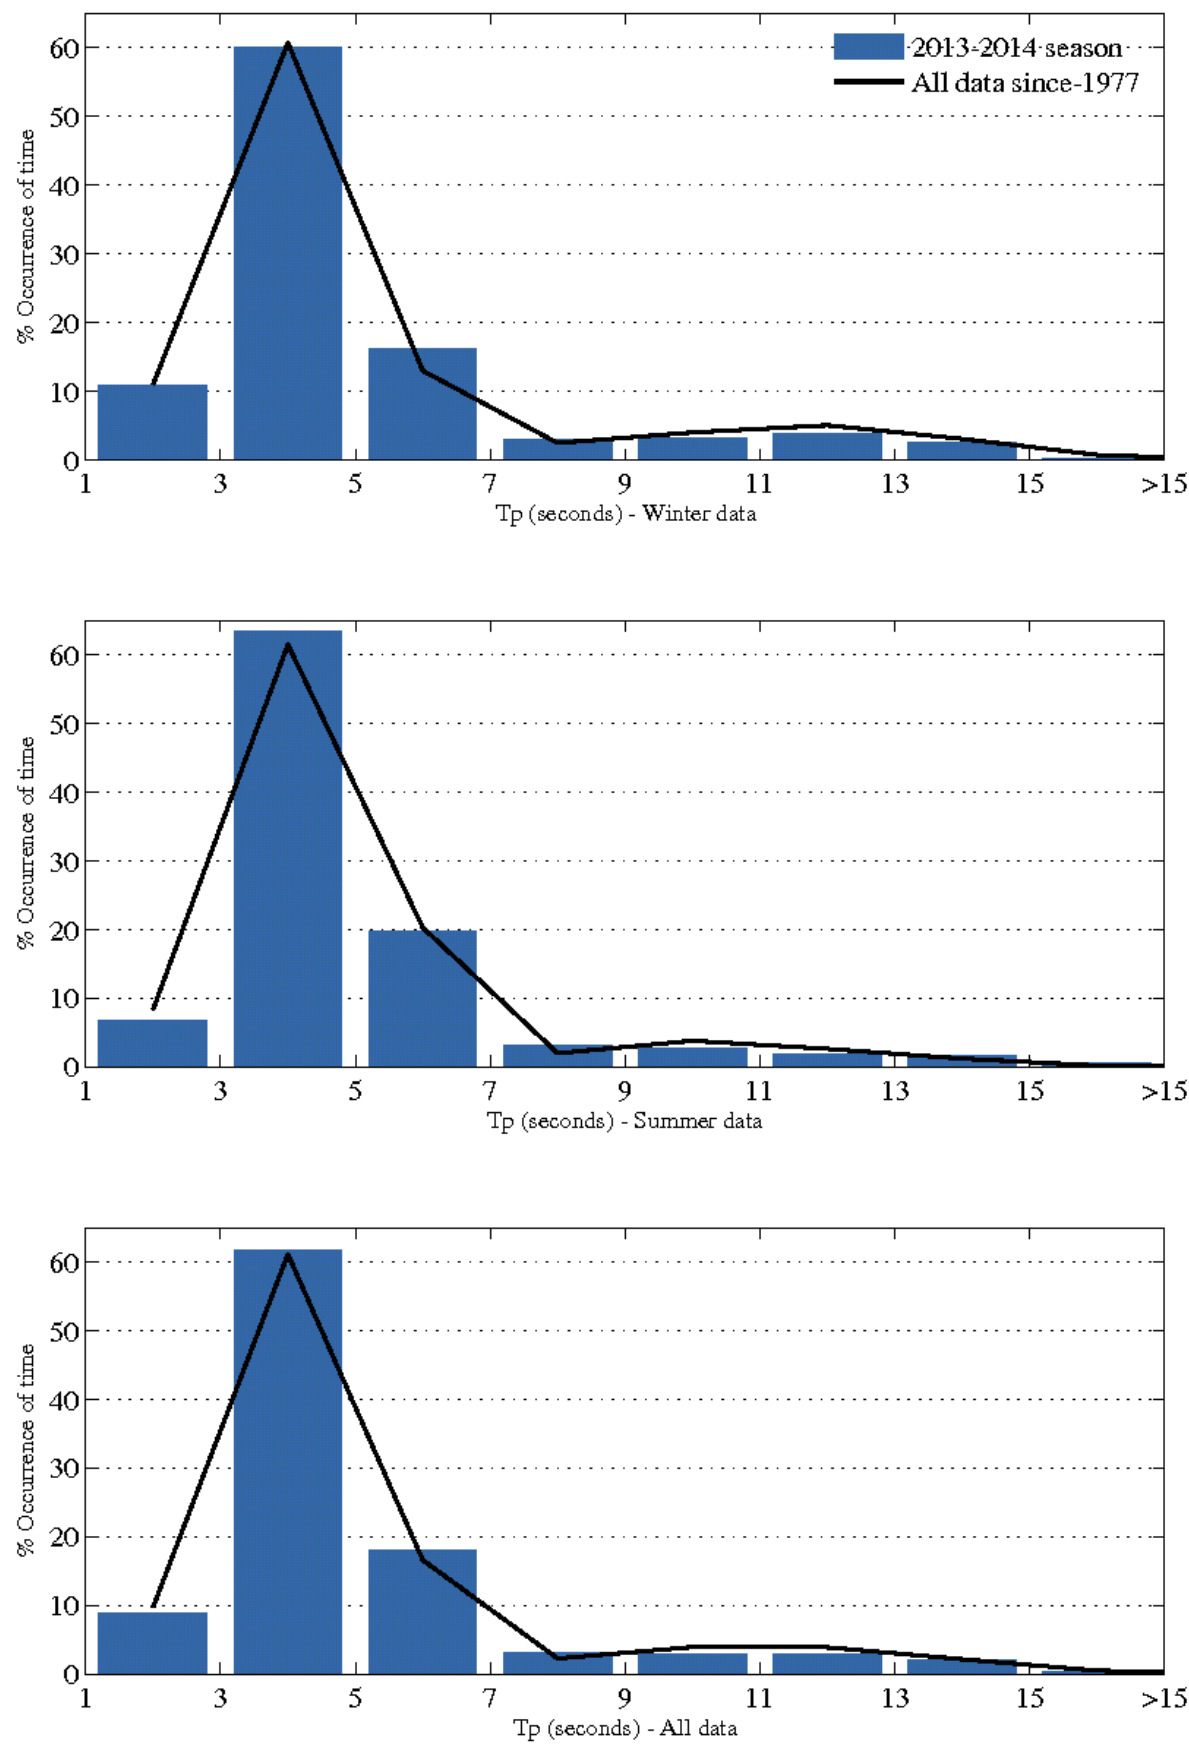 60
50
40
30
20
10
0
% Occurrence of time
2013-2014 season
All data since-1977
1 3 5 7 9 11 13 15 >15
Tp (seconds) - Winter data
60
50
40
30
20
10
0
% Occurrence of time
1 3 5 7 9 11 13 15 >15
Tp (seconds) - Summer data
60
50
40
30
20
10
0
% Occurrence of time
1 3 5 7 9 11 13 15 >15
Tp (seconds) - All data